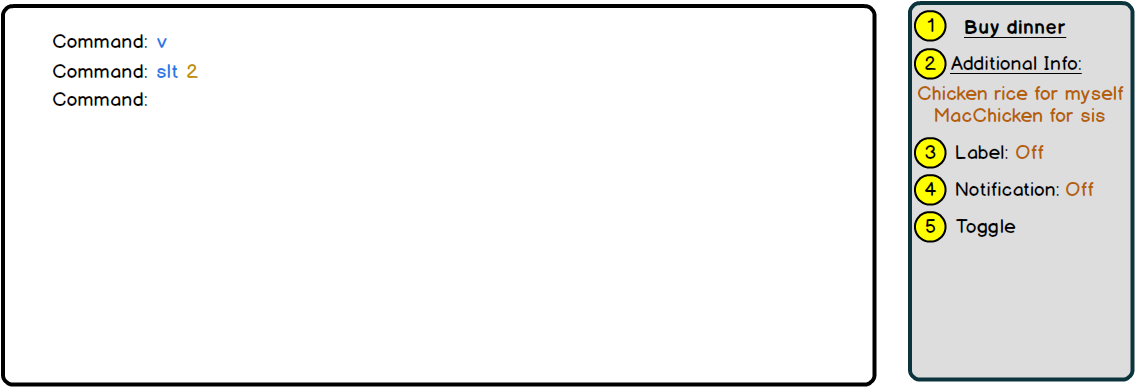 Command: v
Command: slt 2
Command:
1 Buy dinner
2 Additional Info:
Chicken rice for myself
MacChicken for sis
3 Label: Off
4 Notification: Off
5 Toggle